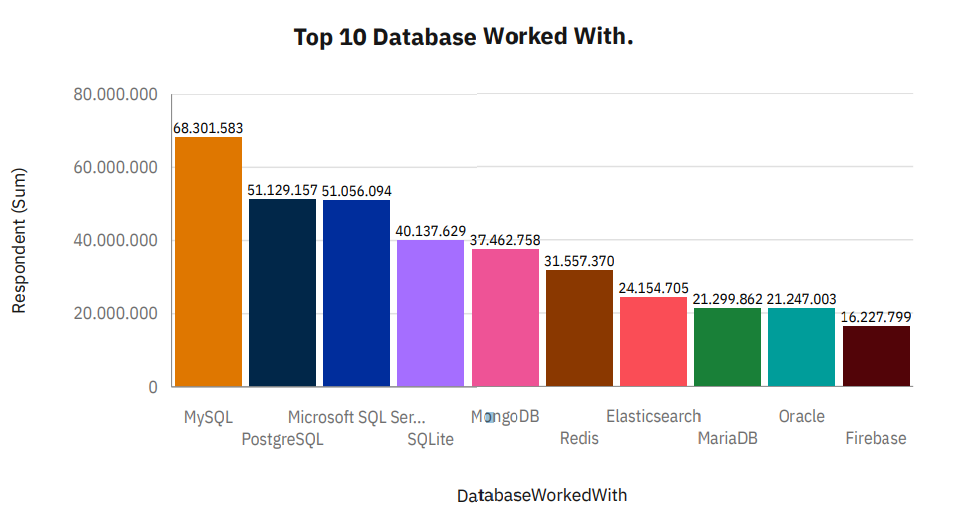 Top 10 Database Worked With.
Respondent (Sum)
80.000.000
60.000.000
40.000.000
20.000.000
0
68.301.583
51.129.157
51.056.094
40.137.629
37.462.758
31.557.370
24.154.705
21.299.862
21.247.003
16.227.799
MySQL
PostgreSQL
Microsoft SQL Ser...
SQLite
MongoDB
Redis
Elasticsearch
MariaDB
Oracle
Firebase
DatabaseWorkedWith